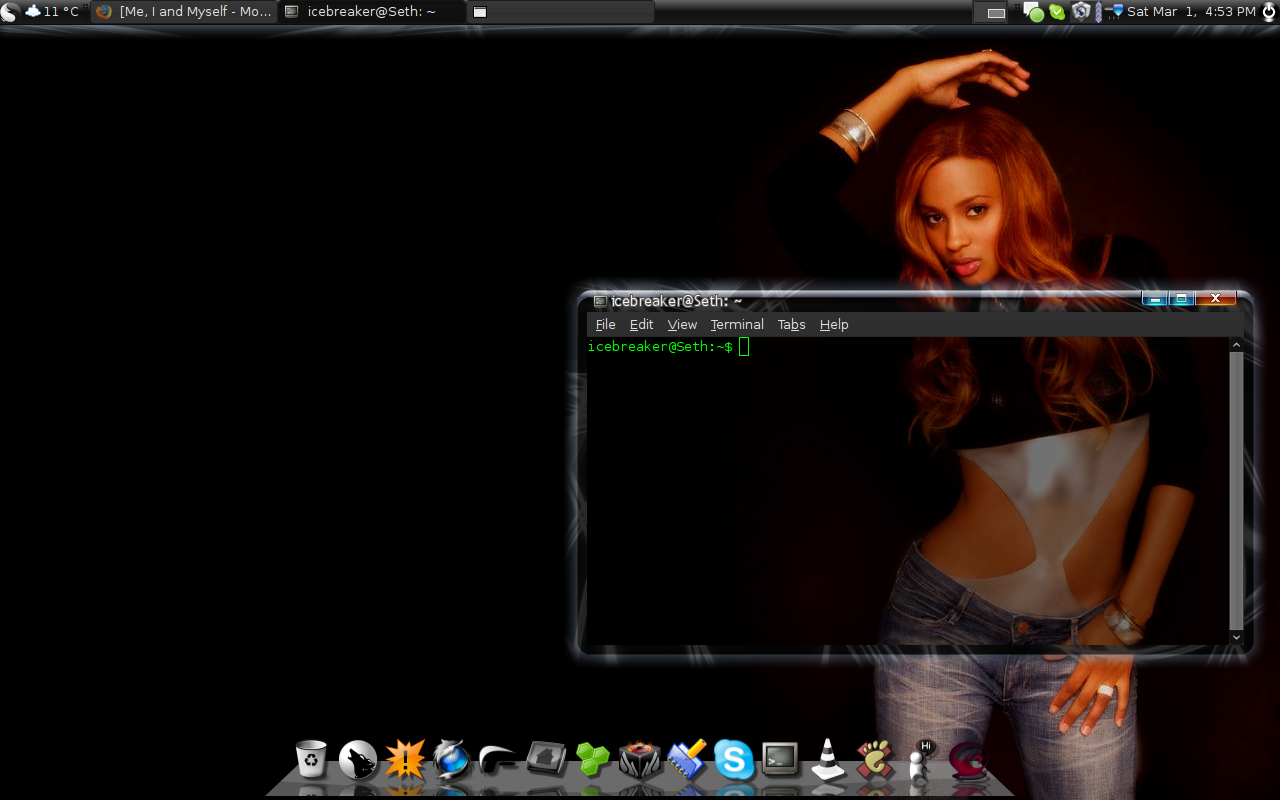 11 °C [Me, I and Myself - Mo... icebreaker@Seth: ~ Sat Mar 1, 4:53 PM
icebreaker@Seth: ~
File Edit View Terminal Tabs Help
icebreaker@Seth:~$
Hi